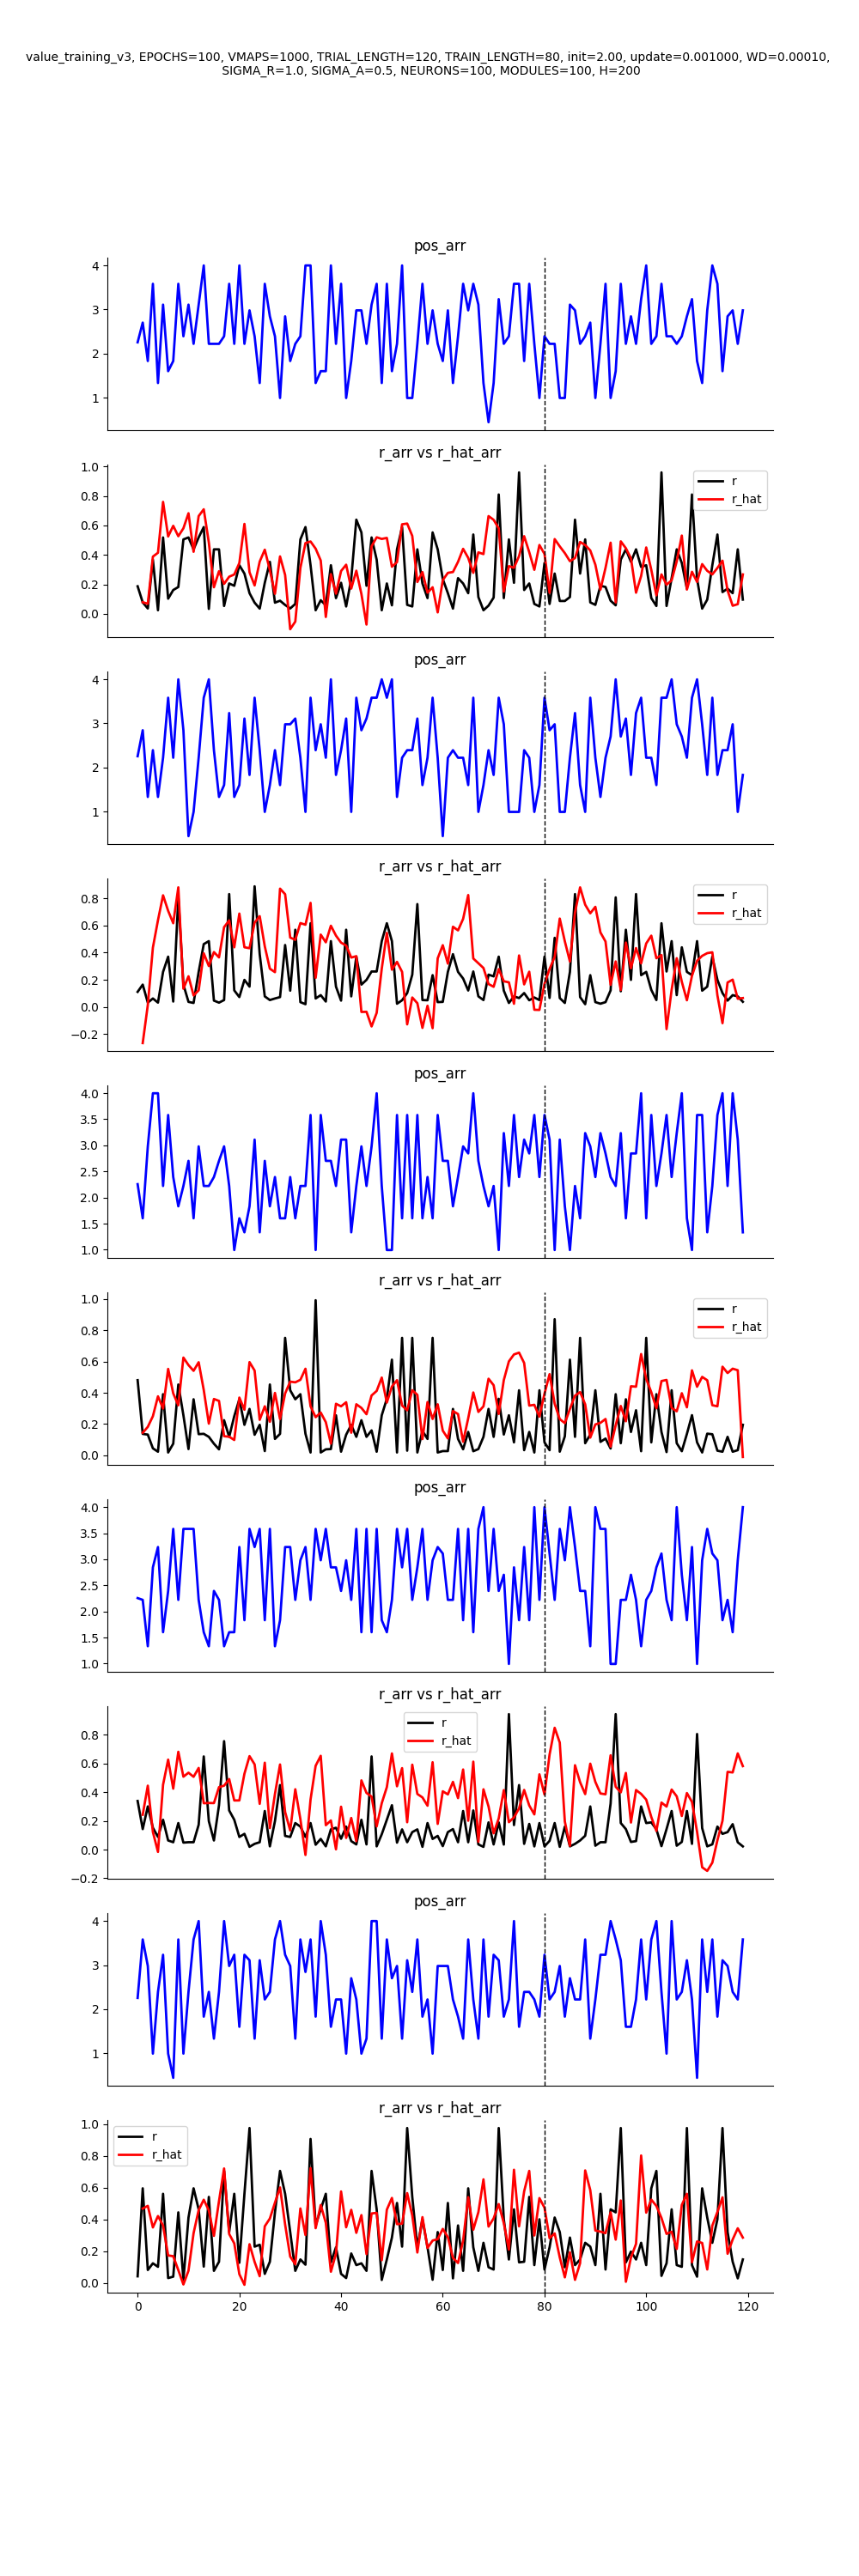 value_training_v3, EPOCHS=100, VMAPS=1000, TRIAL_LENGTH=120, TRAIN_LENGTH=80, init=2.00, update=0.001000, WD=0.00010,
SIGMA_R=1.0, SIGMA_A=0.5, NEURONS=100, MODULES=100, H=200
pos_arr
4
3
2
1
r_arr vs r_hat_arr
1.0
0.8
0.6
0.4
0.2
0.0
r
r_hat
pos_arr
4
3
2
1
r_arr vs r_hat_arr
0.8
0.6
0.4
0.2
0.0
−0.2
r
r_hat
pos_arr
4.0
3.5
3.0
2.5
2.0
1.5
1.0
r_arr vs r_hat_arr
1.0
0.8
0.6
0.4
0.2
0.0
r
r_hat
pos_arr
4.0
3.5
3.0
2.5
2.0
1.5
1.0
r_arr vs r_hat_arr
0.8
0.6
0.4
0.2
0.0
−0.2
r
r_hat
pos_arr
4
3
2
1
r_arr vs r_hat_arr
1.0
0.8
0.6
0.4
0.2
0.0
r
r_hat
0 20 40 60 80 100 120